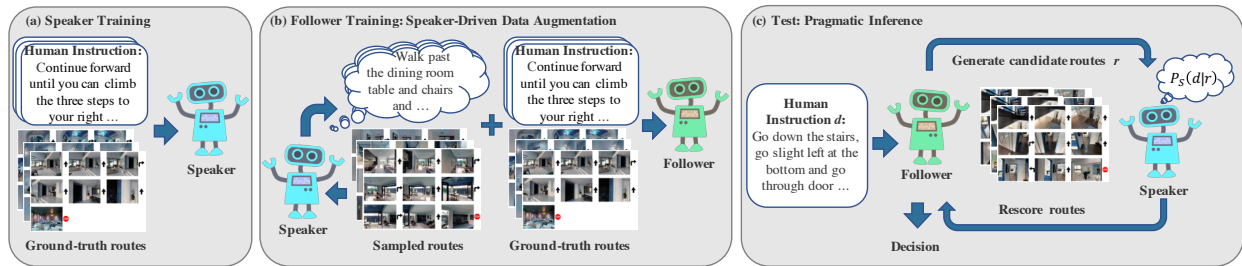 (a) Speaker Training
Human Instruction:
Continue forward
until you can climb
the three steps to
your right …
Speaker
Ground-truth routes
(b) Follower Training: Speaker-Driven Data Augmentation
Walk past
the dining room
table and chairs
and …
Human Instruction:
Continue forward
until you can climb
the three steps to
your right …
Speaker
Sampled routes
Ground-truth routes
Follower
(c) Test: Pragmatic Inference
Generate candidate routes r
P_S(d|r)
Human
Instruction d:
Go down the stairs,
go slight left at the
bottom and go
through door …
Follower
Speaker
Rescore routes
Decision